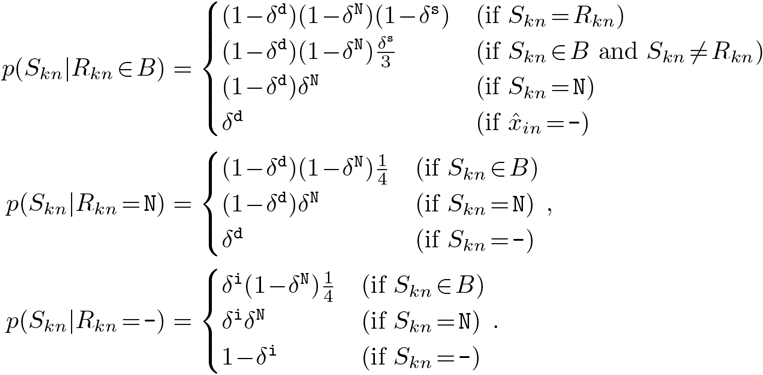 p(S_{kn}|R_{kn} ∈ B) = { (1−δ^d)(1−δ^N)(1−δ^s) (if S_{kn} = R_{kn})
(1−δ^d)(1−δ^N) δ^s/3 (if S_{kn} ∈ B and S_{kn} ≠ R_{kn})
(1−δ^d)δ^N (if S_{kn} = N)
δ^d (if x̂_{in} = -)
p(S_{kn}|R_{kn} = N) = { (1−δ^d)(1−δ^N) 1/4 (if S_{kn} ∈ B)
(1−δ^d)δ^N (if S_{kn} = N) ,
δ^d (if S_{kn} = -)
p(S_{kn}|R_{kn} = -) = { δ^i(1−δ^N) 1/4 (if S_{kn} ∈ B)
δ^i δ^N (if S_{kn} = N) .
1−δ^i (if S_{kn} = -)